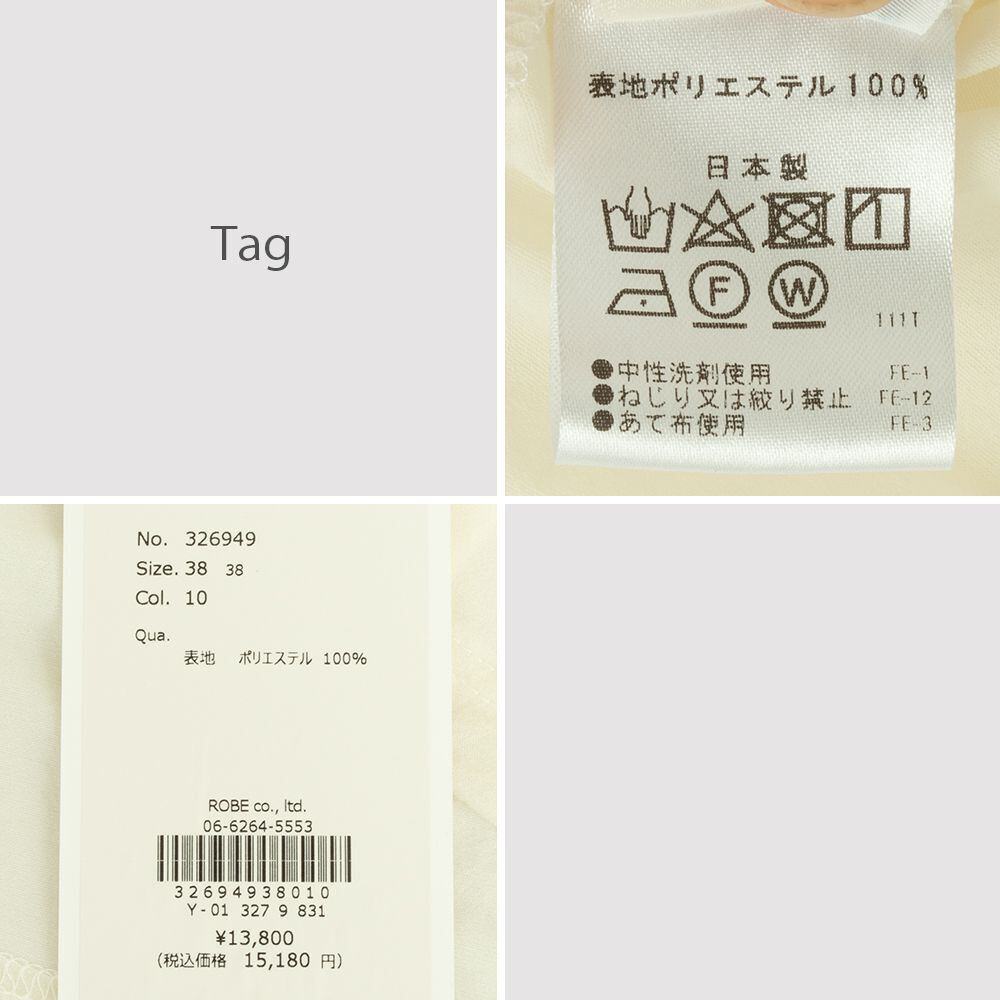 Tag
表地ポリエステル100%
日本製
F W
111T
●中性洗剤使用 FE-1
●ねじり又は絞り禁止 FE-12
●あて布使用 FE-3
No. 326949
Size. 38 38
Col. 10
Qua.
表地 ポリエステル 100%
ROBE co., ltd.
06-6264-5553
32694938010
Y-01 327 9 831
¥13,800
(税込価格 15,180 円)